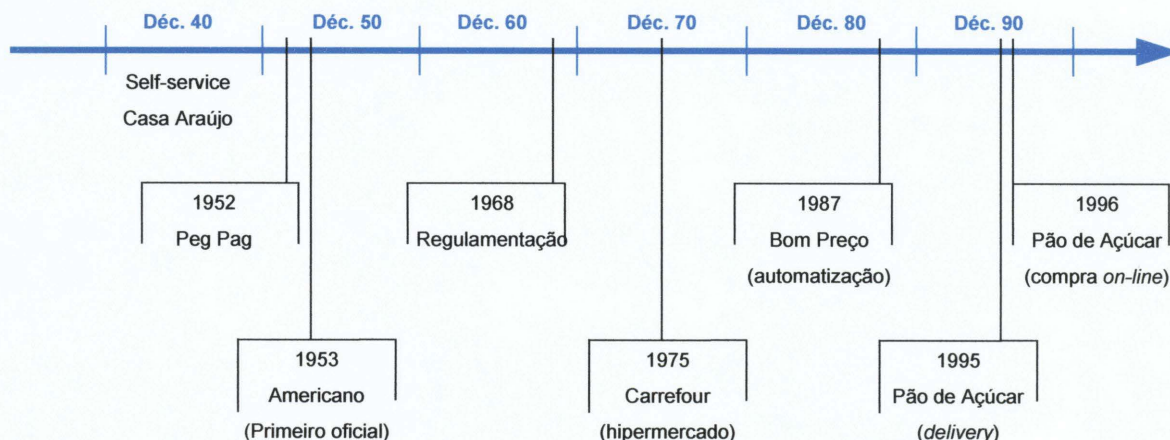 Déc. 40 Déc. 50 Déc. 60 Déc. 70 Déc. 80 Déc. 90
Self-service
Casa Araújo
1952
Peg Pag
1968
Regulamentação
1987
Bom Preço
(automatização)
1996
Pão de Açúcar
(compra on-line)
1953
Americano
(Primeiro oficial)
1975
Carrefour
(hipermercado)
1995
Pão de Açúcar
(delivery)